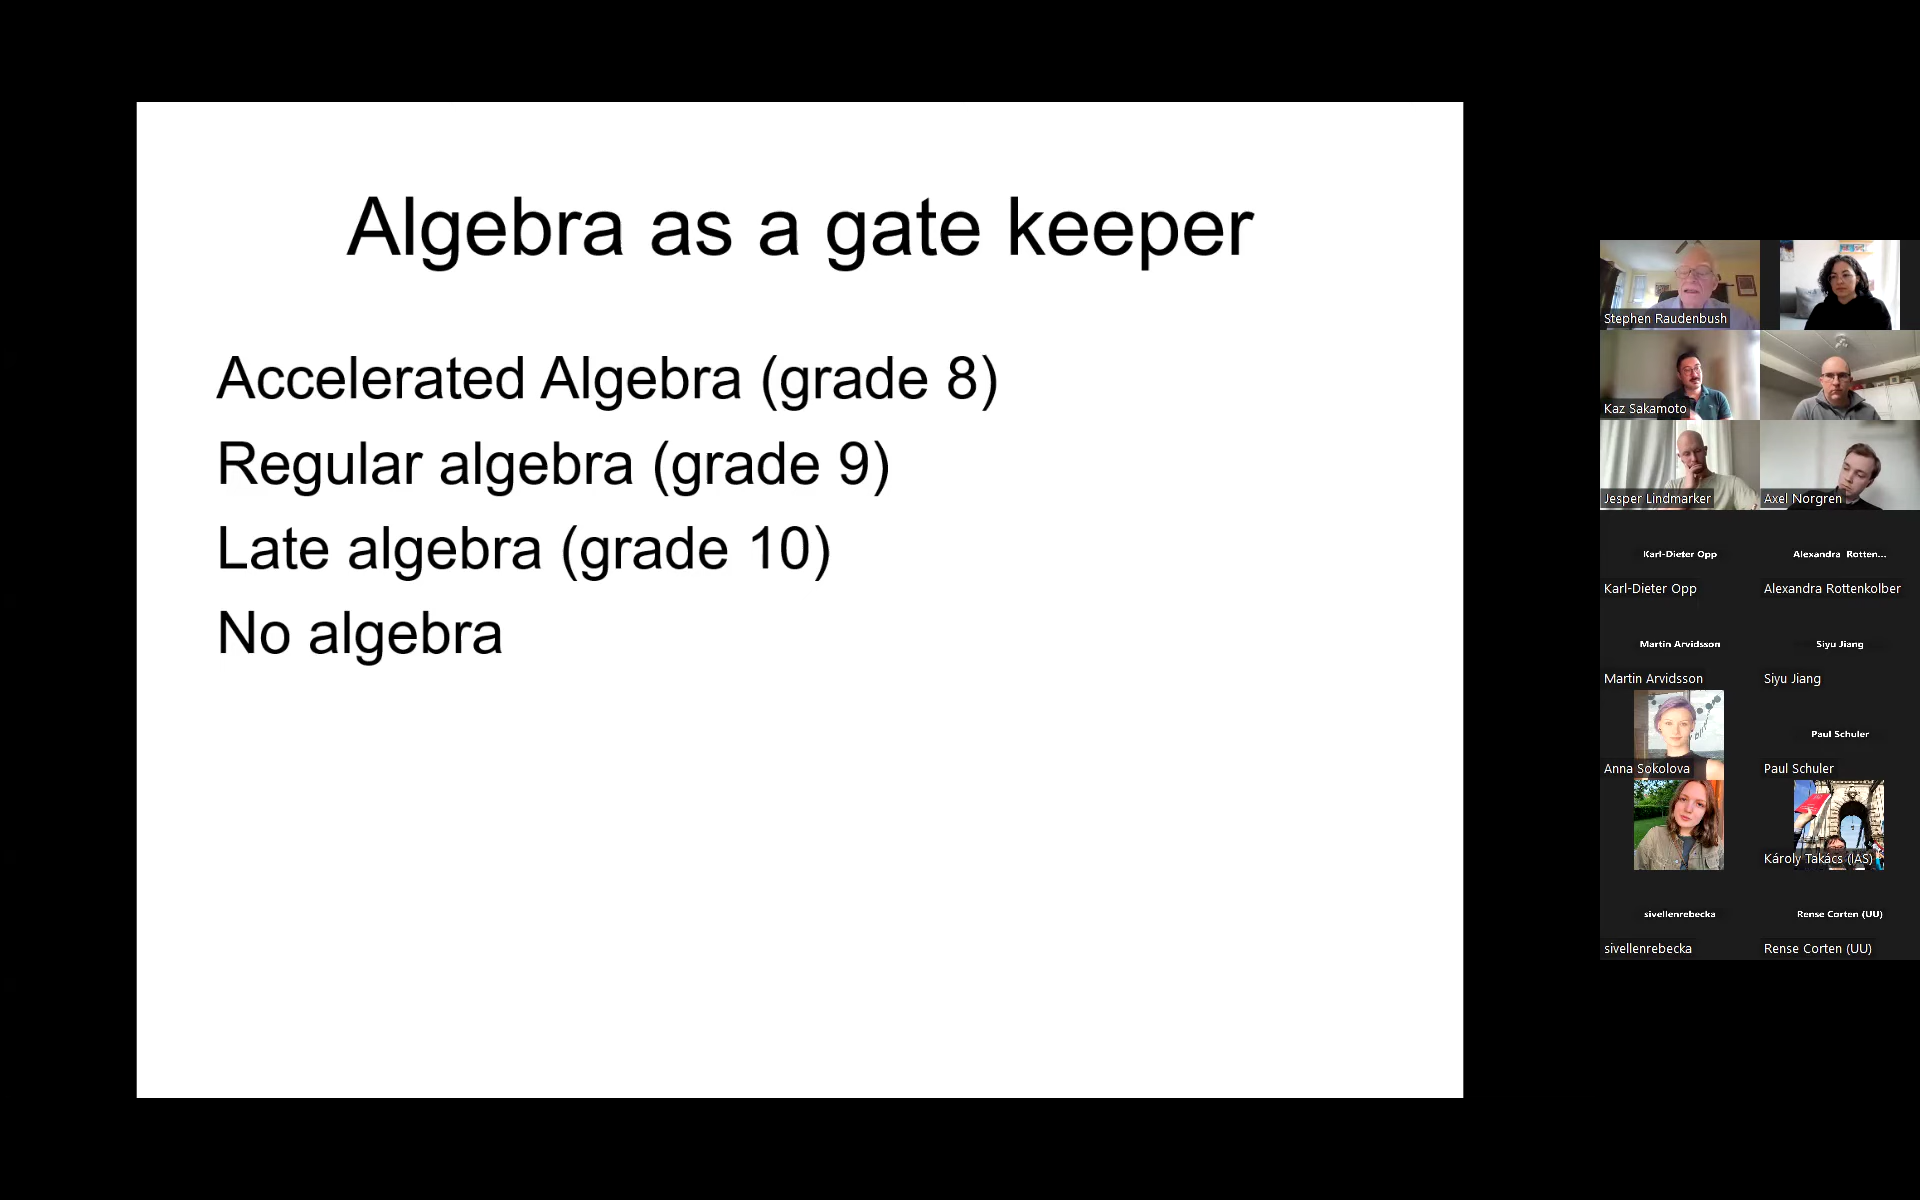 Algebra as a gate keeper
Accelerated Algebra (grade 8)
Regular algebra (grade 9)
Late algebra (grade 10)
No algebra
Stephen Raudenbush
Kaz Sakamoto
Jesper Lindmarker
Axel Norgren
Karl-Dieter Opp
Alexandra Rotten...
Karl-Dieter Opp
Alexandra Rottenkolber
Martin Arvidsson
Siyu Jiang
Martin Arvidsson
Siyu Jiang
Anna Sokolova
Paul Schuler
Paul Schuler
Károly Takács (IAS)
sivellenrebecka
Rense Corten (UU)
sivellenrebecka
Rense Corten (UU)